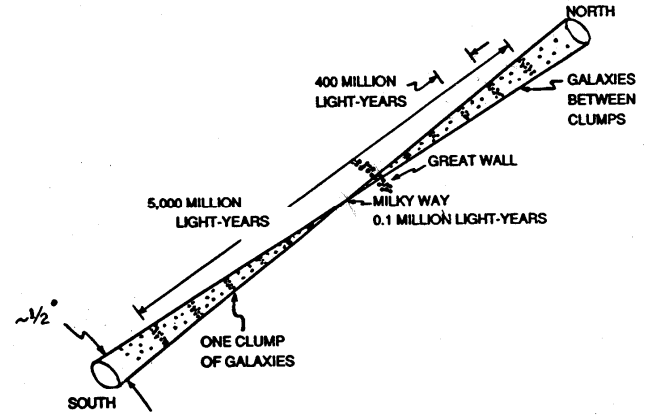 NORTH
400 MILLION
LIGHT-YEARS
GALAXIES
BETWEEN
CLUMPS
GREAT WALL
5,000 MILLION
LIGHT-YEARS
MILKY WAY
0.1 MILLION LIGHT-YEARS
~1/2°
ONE CLUMP
OF GALAXIES
SOUTH